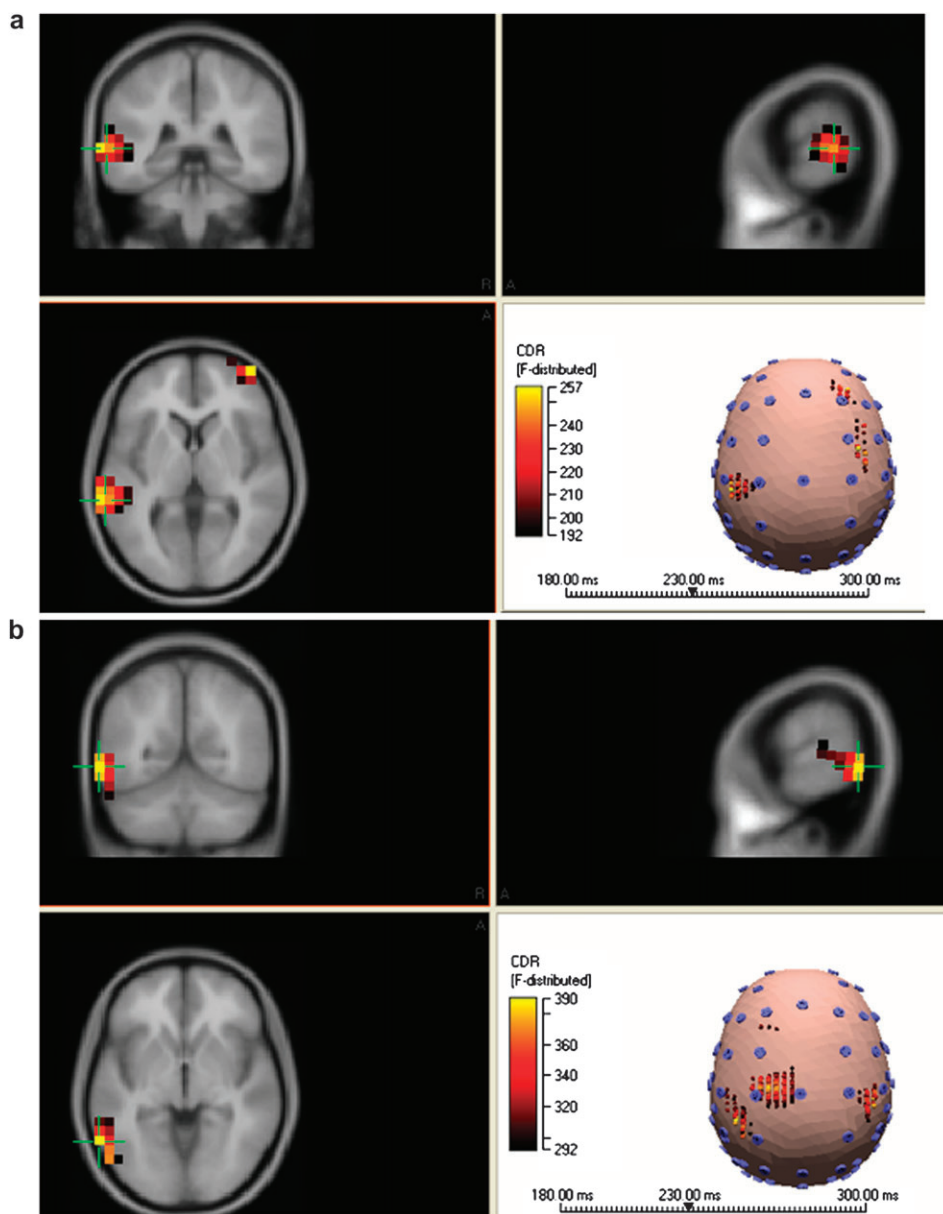 a
R
A
A
CDR
[F-distributed]
257
240
230
220
210
200
192
180.00 ms
230.00 ms
300.00 ms
b
R
A
A
CDR
[F-distributed]
390
360
340
320
292
180.00 ms
230.00 ms
300.00 ms